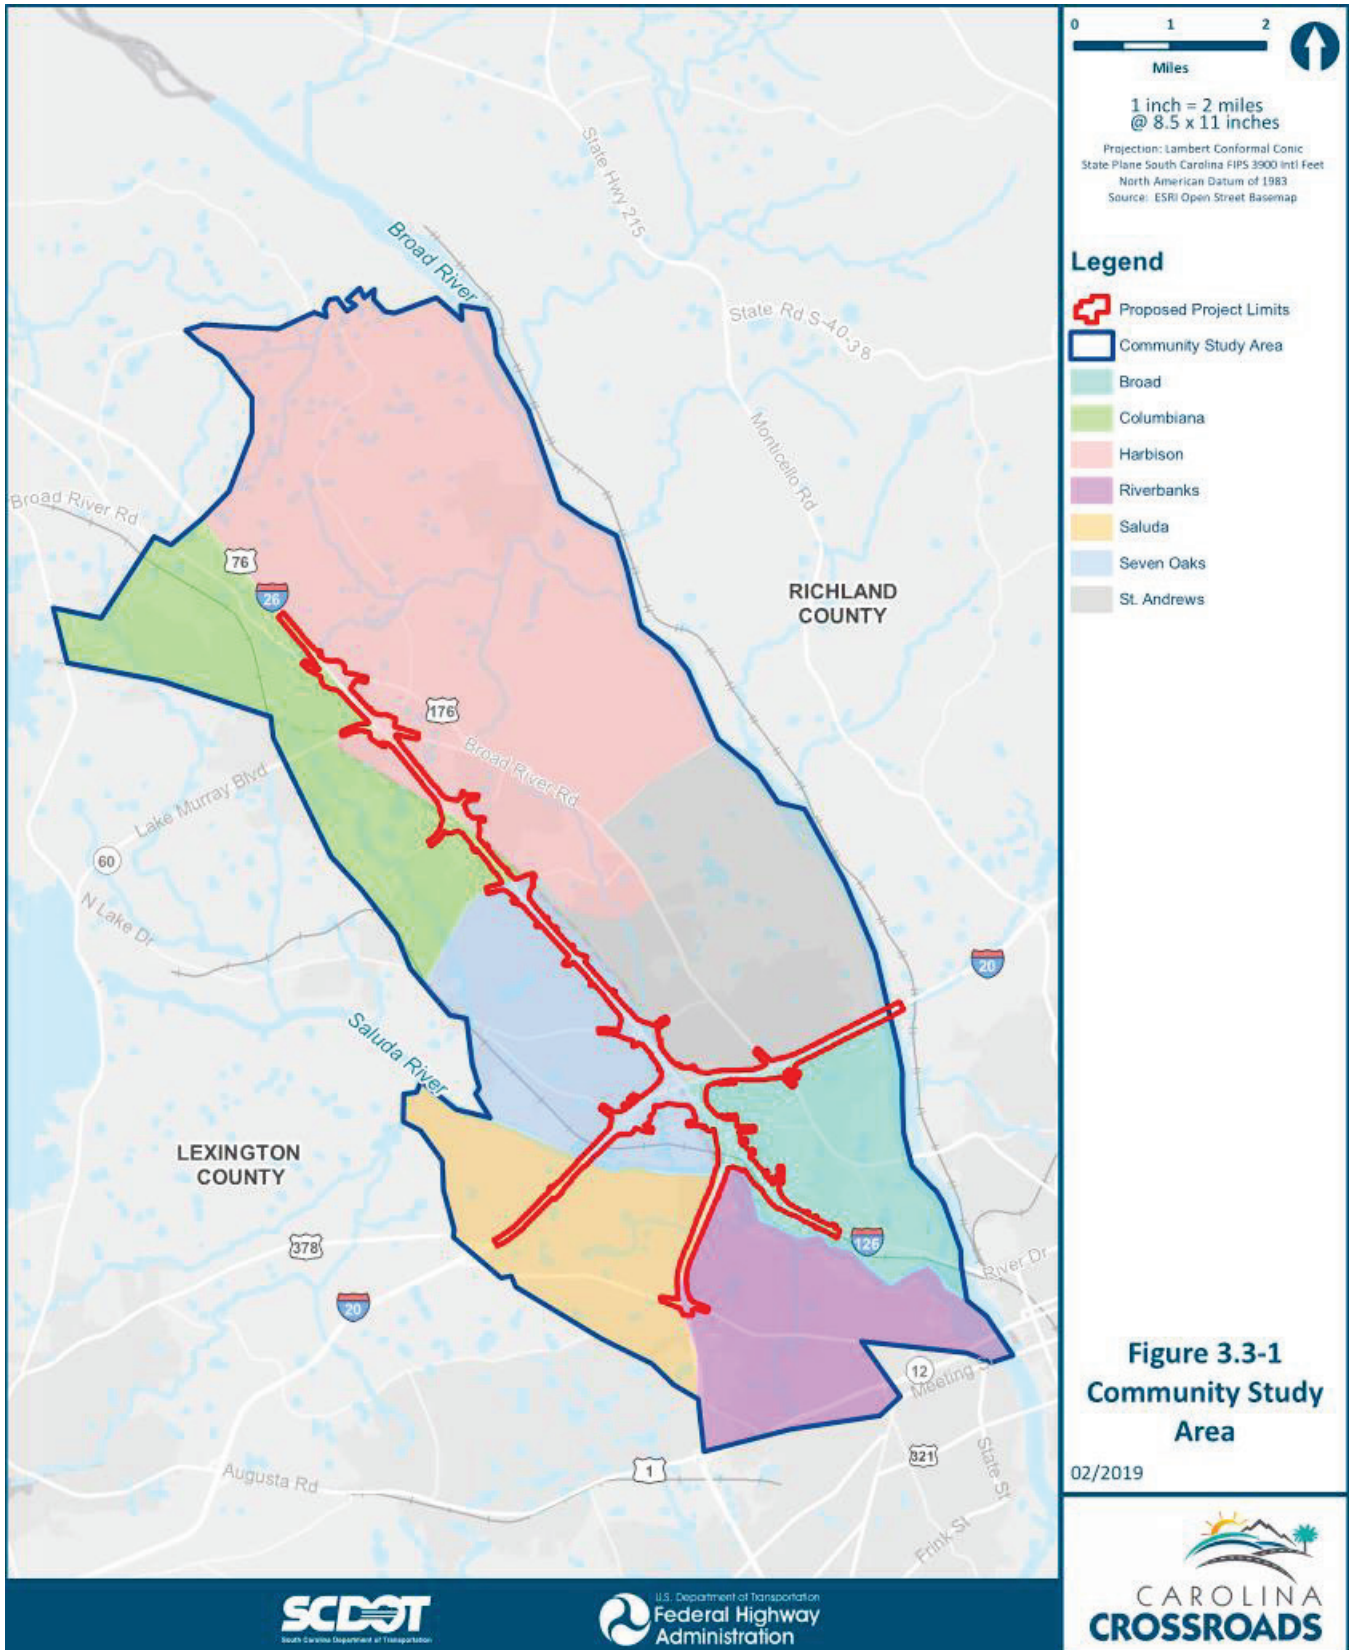 0 1 2
Miles
1 inch = 2 miles
@ 8.5 x 11 inches
Projection: Lambert Conformal Conic
State Plane South Carolina FIPS 3900 Intl Feet
North American Datum of 1983
Source: ESRI Open Street Basemap
Legend
Proposed Project Limits
Community Study Area
Broad
Columbiana
Harbison
Riverbanks
Saluda
Seven Oaks
St. Andrews
State Hwy 215
Broad River
State Rd S-40-38
Monticello Rd
Broad River Rd
76
26
RICHLAND
COUNTY
176
Broad River Rd
Lake Murray Blvd
60
N Lake Dr
20
Saluda River
LEXINGTON
COUNTY
378
126
River Dr
20
12
Meeting St
321
State St
1
Augusta Rd
Frink St
Figure 3.3-1
Community Study
Area
02/2019
SCDOT
South Carolina Department of Transportation
U.S. Department of Transportation
Federal Highway
Administration
CAROLINA
CROSSROADS